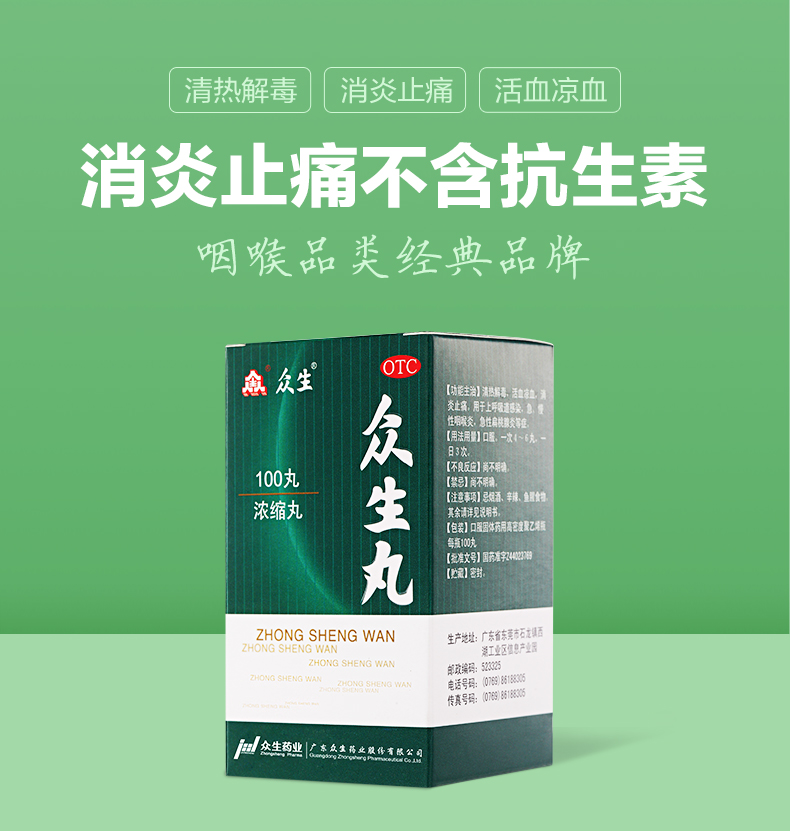 清热解毒 消炎止痛 活血凉血
消炎止痛不含抗生素
咽喉品类经典品牌
众生®
OTC
众生丸
100丸
浓缩丸
ZHONG SHENG WAN
ZHONG SHENG WAN
ZHONG SHENG WAN
ZHONG SHENG WAN
ZHONG SHENG WAN
ZHONG SHENG WAN
众生药业
Zhongsheng Pharma
广东众生药业股份有限公司
Guangdong Zhongsheng Pharmaceutical Co.,Ltd.
【功能主治】清热解毒，活血凉血，消
炎止痛。用于上呼吸道感染，急、慢
性咽喉炎，急性扁桃腺炎等症。
【用法用量】口服。一次4～6丸，一
日3次。
【不良反应】尚不明确。
【禁忌】尚不明确。
【注意事项】忌烟酒、辛辣、鱼腥食物。
其余请详见说明书。
【包装】口服固体药用高密度聚乙烯瓶
每瓶100丸
【批准文号】国药准字Z44023769
【贮藏】密封。
生产地址：广东省东莞市石龙镇西
湖工业区信息产业园
邮政编码：523325
电话号码：(0769)86188305
传真号码：(0769)86188305